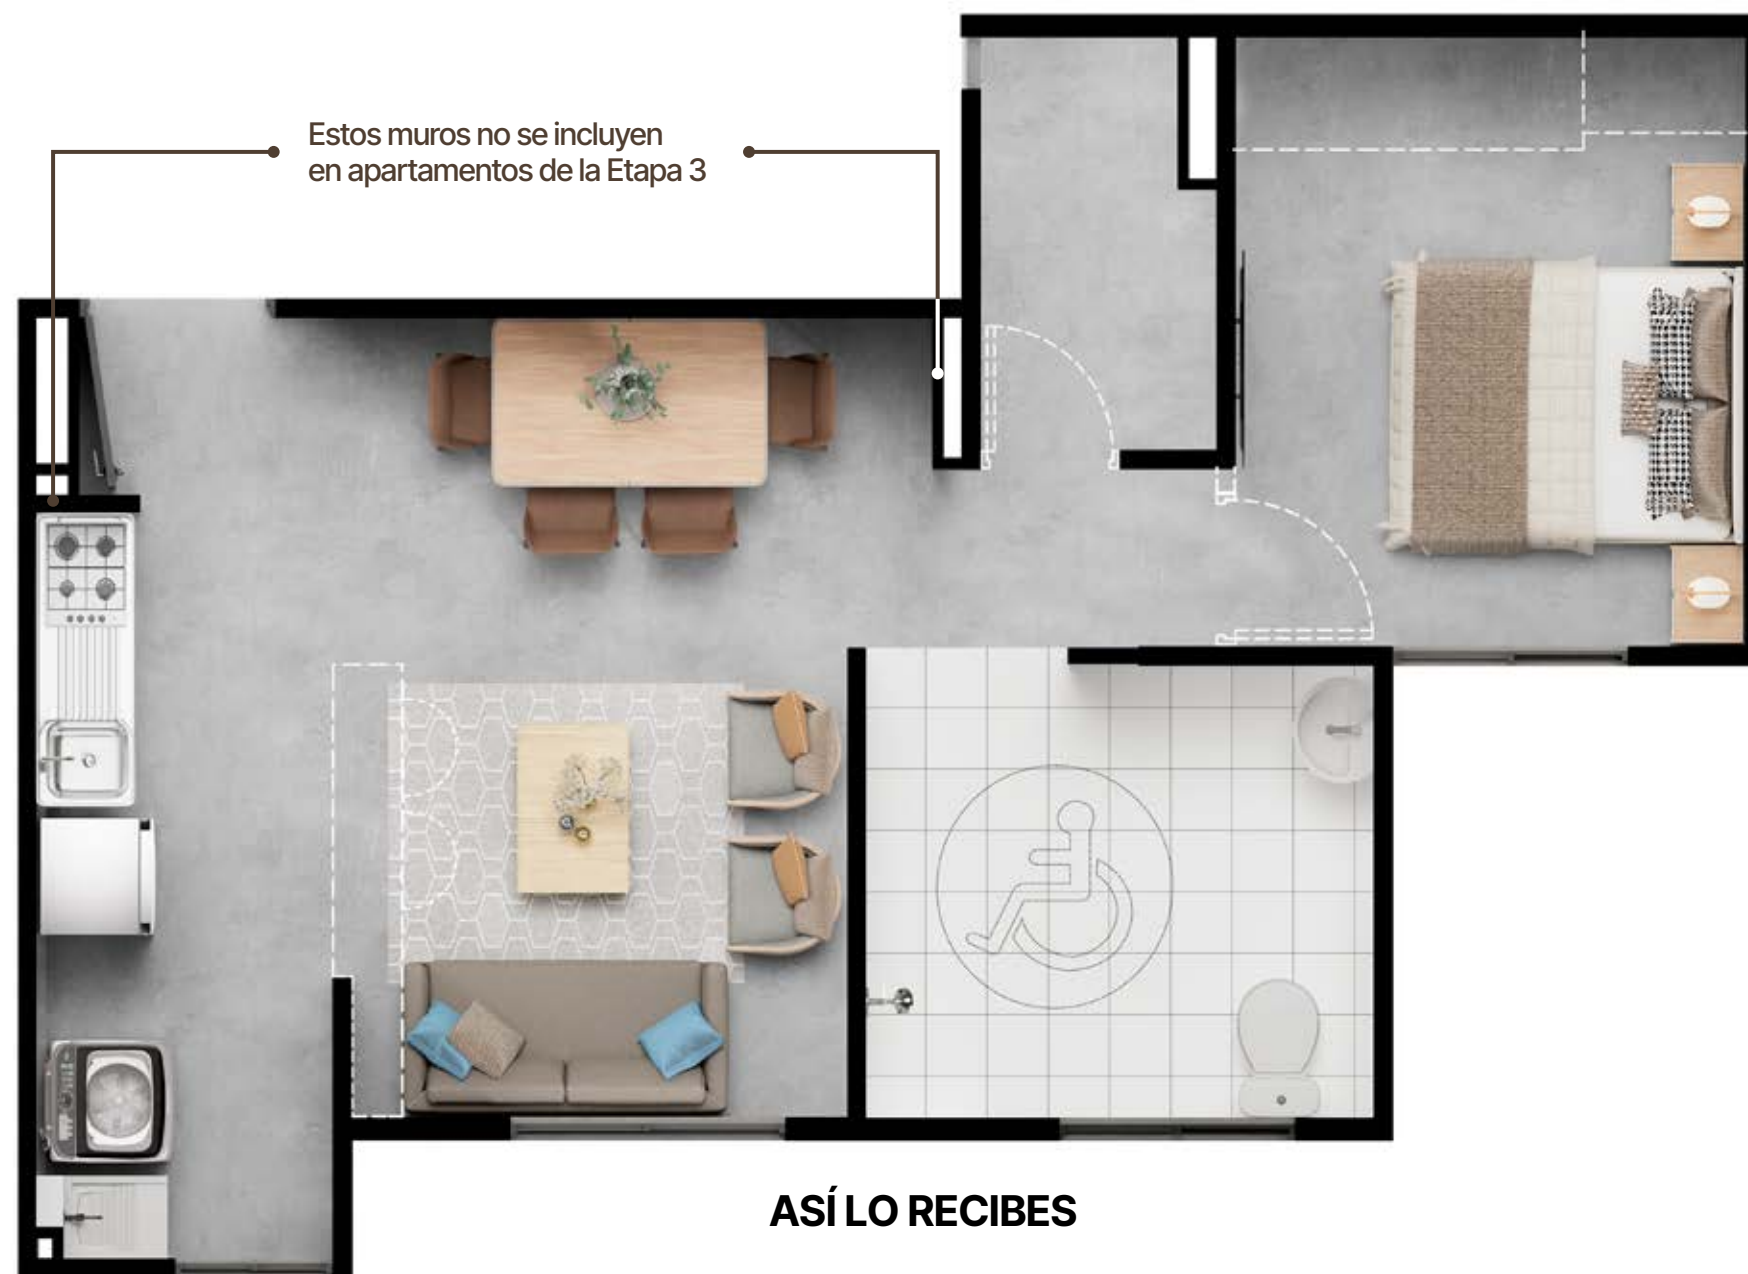 Estos muros no se incluyen
en apartamentos de la Etapa 3
ASÍ LO RECIBES